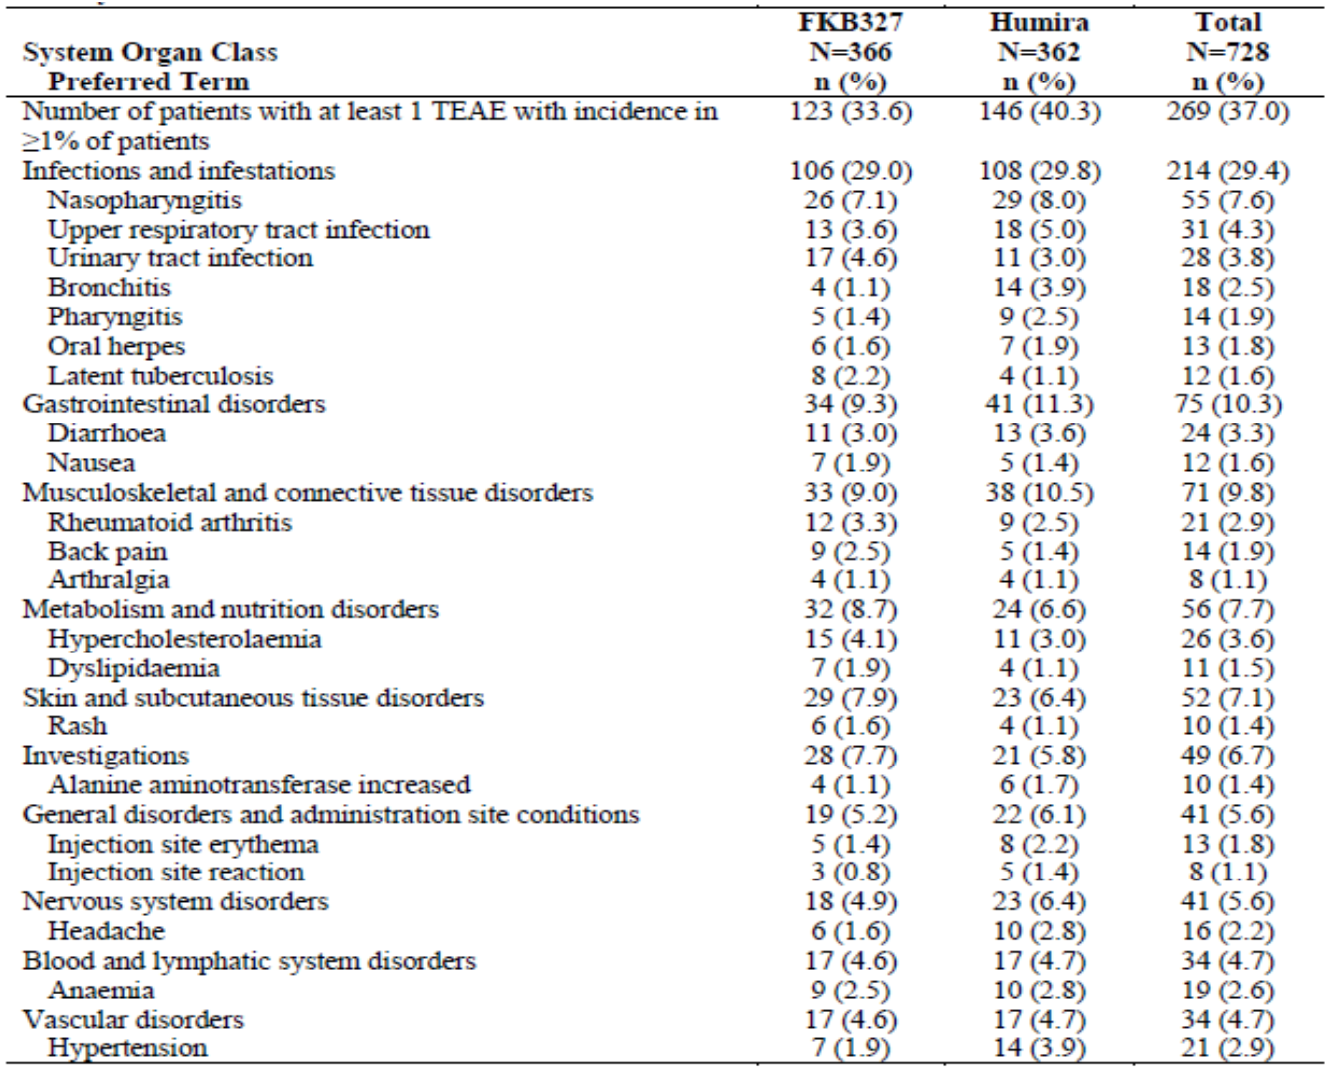 FKB327 Humira Total
System Organ Class N=366 N=362 N=728
Preferred Term n (%) n (%) n (%)
Number of patients with at least 1 TEAE with incidence in 123 (33.6) 146 (40.3) 269 (37.0)
≥1% of patients
Infections and infestations 106 (29.0) 108 (29.8) 214 (29.4)
Nasopharyngitis 26 (7.1) 29 (8.0) 55 (7.6)
Upper respiratory tract infection 13 (3.6) 18 (5.0) 31 (4.3)
Urinary tract infection 17 (4.6) 11 (3.0) 28 (3.8)
Bronchitis 4 (1.1) 14 (3.9) 18 (2.5)
Pharyngitis 5 (1.4) 9 (2.5) 14 (1.9)
Oral herpes 6 (1.6) 7 (1.9) 13 (1.8)
Latent tuberculosis 8 (2.2) 4 (1.1) 12 (1.6)
Gastrointestinal disorders 34 (9.3) 41 (11.3) 75 (10.3)
Diarrhoea 11 (3.0) 13 (3.6) 24 (3.3)
Nausea 7 (1.9) 5 (1.4) 12 (1.6)
Musculoskeletal and connective tissue disorders 33 (9.0) 38 (10.5) 71 (9.8)
Rheumatoid arthritis 12 (3.3) 9 (2.5) 21 (2.9)
Back pain 9 (2.5) 5 (1.4) 14 (1.9)
Arthralgia 4 (1.1) 4 (1.1) 8 (1.1)
Metabolism and nutrition disorders 32 (8.7) 24 (6.6) 56 (7.7)
Hypercholesterolaemia 15 (4.1) 11 (3.0) 26 (3.6)
Dyslipidaemia 7 (1.9) 4 (1.1) 11 (1.5)
Skin and subcutaneous tissue disorders 29 (7.9) 23 (6.4) 52 (7.1)
Rash 6 (1.6) 4 (1.1) 10 (1.4)
Investigations 28 (7.7) 21 (5.8) 49 (6.7)
Alanine aminotransferase increased 4 (1.1) 6 (1.7) 10 (1.4)
General disorders and administration site conditions 19 (5.2) 22 (6.1) 41 (5.6)
Injection site erythema 5 (1.4) 8 (2.2) 13 (1.8)
Injection site reaction 3 (0.8) 5 (1.4) 8 (1.1)
Nervous system disorders 18 (4.9) 23 (6.4) 41 (5.6)
Headache 6 (1.6) 10 (2.8) 16 (2.2)
Blood and lymphatic system disorders 17 (4.6) 17 (4.7) 34 (4.7)
Anaemia 9 (2.5) 10 (2.8) 19 (2.6)
Vascular disorders 17 (4.6) 17 (4.7) 34 (4.7)
Hypertension 7 (1.9) 14 (3.9) 21 (2.9)